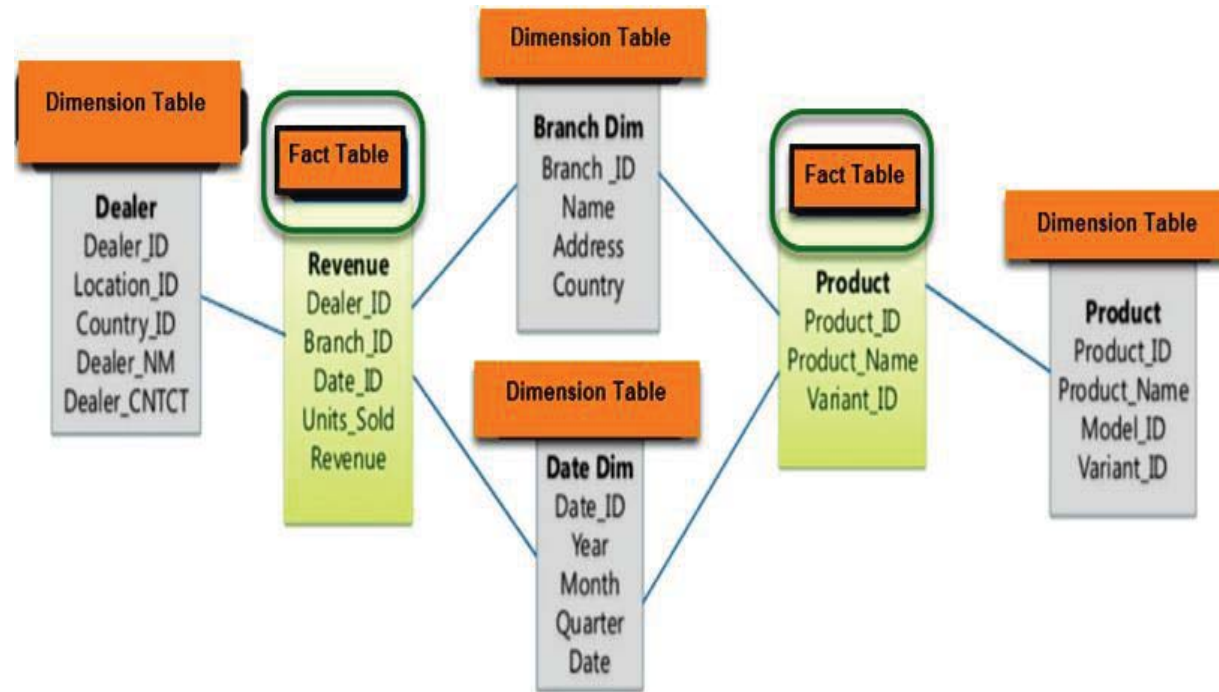 Dimension Table
Dealer
Dealer_ID
Location_ID
Country_ID
Dealer_NM
Dealer_CNTCT
Fact Table
Revenue
Dealer_ID
Branch_ID
Date_ID
Units_Sold
Revenue
Dimension Table
Branch Dim
Branch _ID
Name
Address
Country
Dimension Table
Date Dim
Date_ID
Year
Month
Quarter
Date
Fact Table
Product
Product_ID
Product_Name
Variant_ID
Dimension Table
Product
Product_ID
Product_Name
Model_ID
Variant_ID